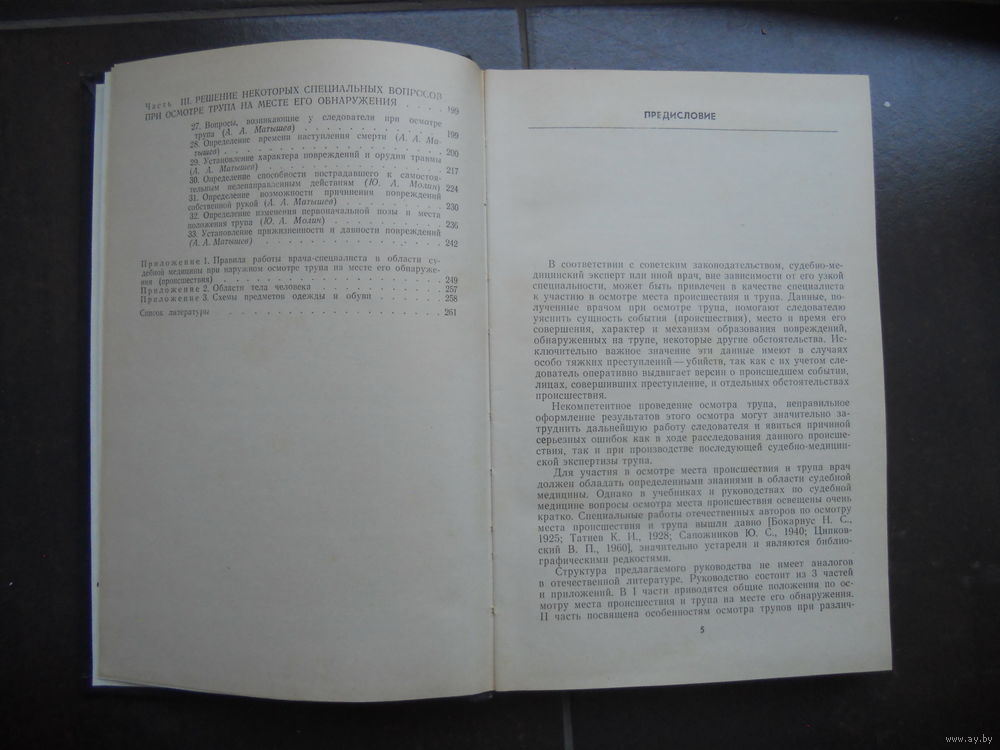 Часть III. РЕШЕНИЕ НЕКОТОРЫХ СПЕЦИАЛЬНЫХ ВОПРОСОВ
ПРИ ОСМОТРЕ ТРУПА НА МЕСТЕ ЕГО ОБНАРУЖЕНИЯ . . . . 199
27. Вопросы, возникающие у следователя при осмотре
трупа (А. А. Матышев) . . . . . . . . . . 199
28. Определение времени наступления смерти (А. А. Ма-
тышев) . . . . . . . . . . . . . . 200
29. Установление характера повреждений и орудия травмы
(А. А. Матышев) . . . . . . . . . . . 217
30. Определение способности пострадавшего к самостоя-
тельным целенаправленным действиям (Ю. А. Молин) 224
31. Определение возможности причинения повреждений
собственной рукой (А. А. Матышев) . . . . . . 230
32. Определение изменения первоначальной позы и места
положения трупа (Ю. А. Молин) . . . . . . . 236
33. Установление прижизненности и давности повреждений
(А. А. Матышев) . . . . . . . . . . . 242
Приложение 1. Правила работы врача-специалиста в области су-
дебной медицины при наружном осмотре трупа на месте его обнаруже-
ния (происшествия) . . . . . . . . . . . . . 249
Приложение 2. Области тела человека . . . . . . . . 257
Приложение 3. Схемы предметов одежды и обуви . . . . . . 258
Список литературы . . . . . . . . . . . . . . 261
ПРЕДИСЛОВИЕ
В соответствии с советским законодательством, судебно-ме-
дицинский эксперт или иной врач, вне зависимости от его узкой
специальности, может быть привлечен в качестве специалиста
к участию в осмотре места происшествия и трупа. Данные, по-
лученные врачом при осмотре трупа, помогают следователю
уяснить сущность события (происшествия), место и время его
совершения, характер и механизм образования повреждений,
обнаруженных на трупе, некоторые другие обстоятельства. Ис-
ключительно важное значение эти данные имеют в случаях
особо тяжких преступлений — убийств, так как с их учетом сле-
дователь оперативно выдвигает версии о происшедшем событии,
лицах, совершивших преступление, и отдельных обстоятельствах
происшествия.
Некомпетентное проведение осмотра трупа, неправильное
оформление результатов этого осмотра могут значительно за-
труднить дальнейшую работу следователя и явиться причиной
серьезных ошибок как в ходе расследования данного происше-
ствия, так и при производстве последующей судебно-медицин-
ской экспертизы трупа.
Для участия в осмотре места происшествия и трупа врач
должен обладать определенными знаниями в области судебной
медицины. Однако в учебниках и руководствах по судебной
медицине вопросы осмотра места происшествия освещены очень
кратко. Специальные работы отечественных авторов по осмотру
места происшествия и трупа вышли давно [Бокариус Н. С.,
1925; Татиев К. И., 1928; Сапожников Ю. С., 1940; Ципков-
ский В. П., 1960], значительно устарели и являются библио-
графическими редкостями.
Структура предлагаемого руководства не имеет аналогов
в отечественной литературе. Руководство состоит из 3 частей
и приложений. В I части приводятся общие положения по ос-
мотру места происшествия и трупа на месте его обнаружения.
II часть посвящена особенностям осмотра трупов при различ-
5
www.ay.by